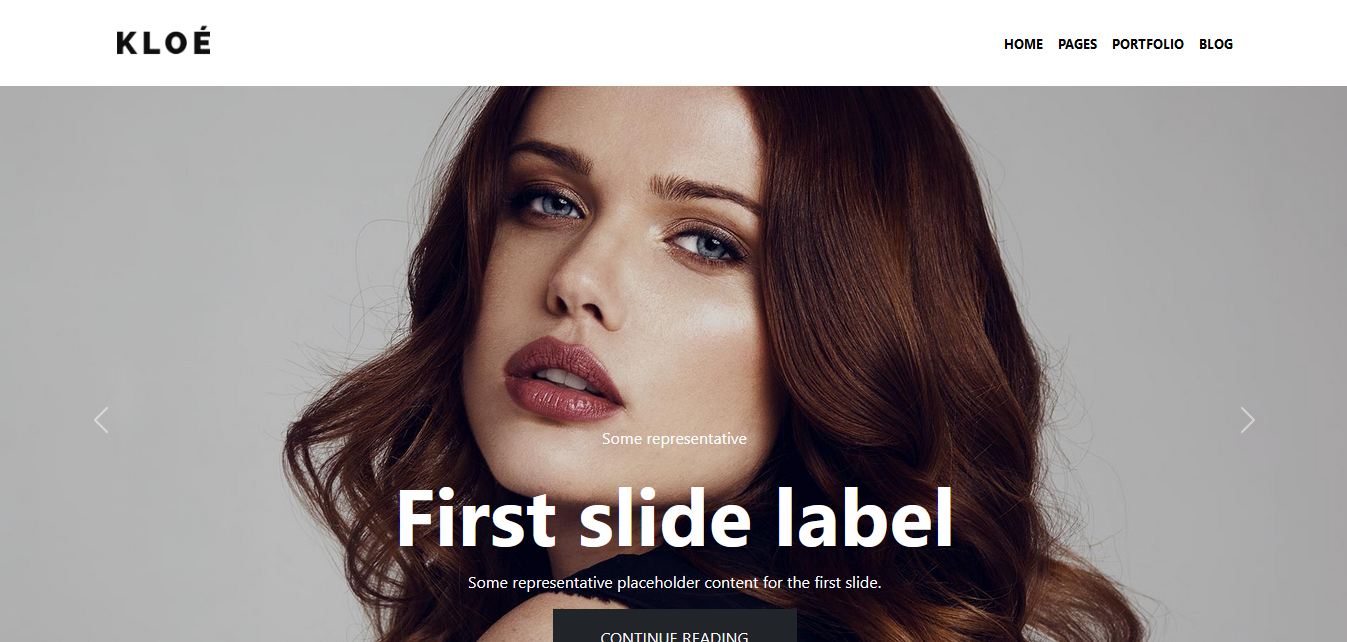 KLOÉ
HOME PAGES PORTFOLIO BLOG
Some representative
First slide label
Some representative placeholder content for the first slide.
CONTINUE READING